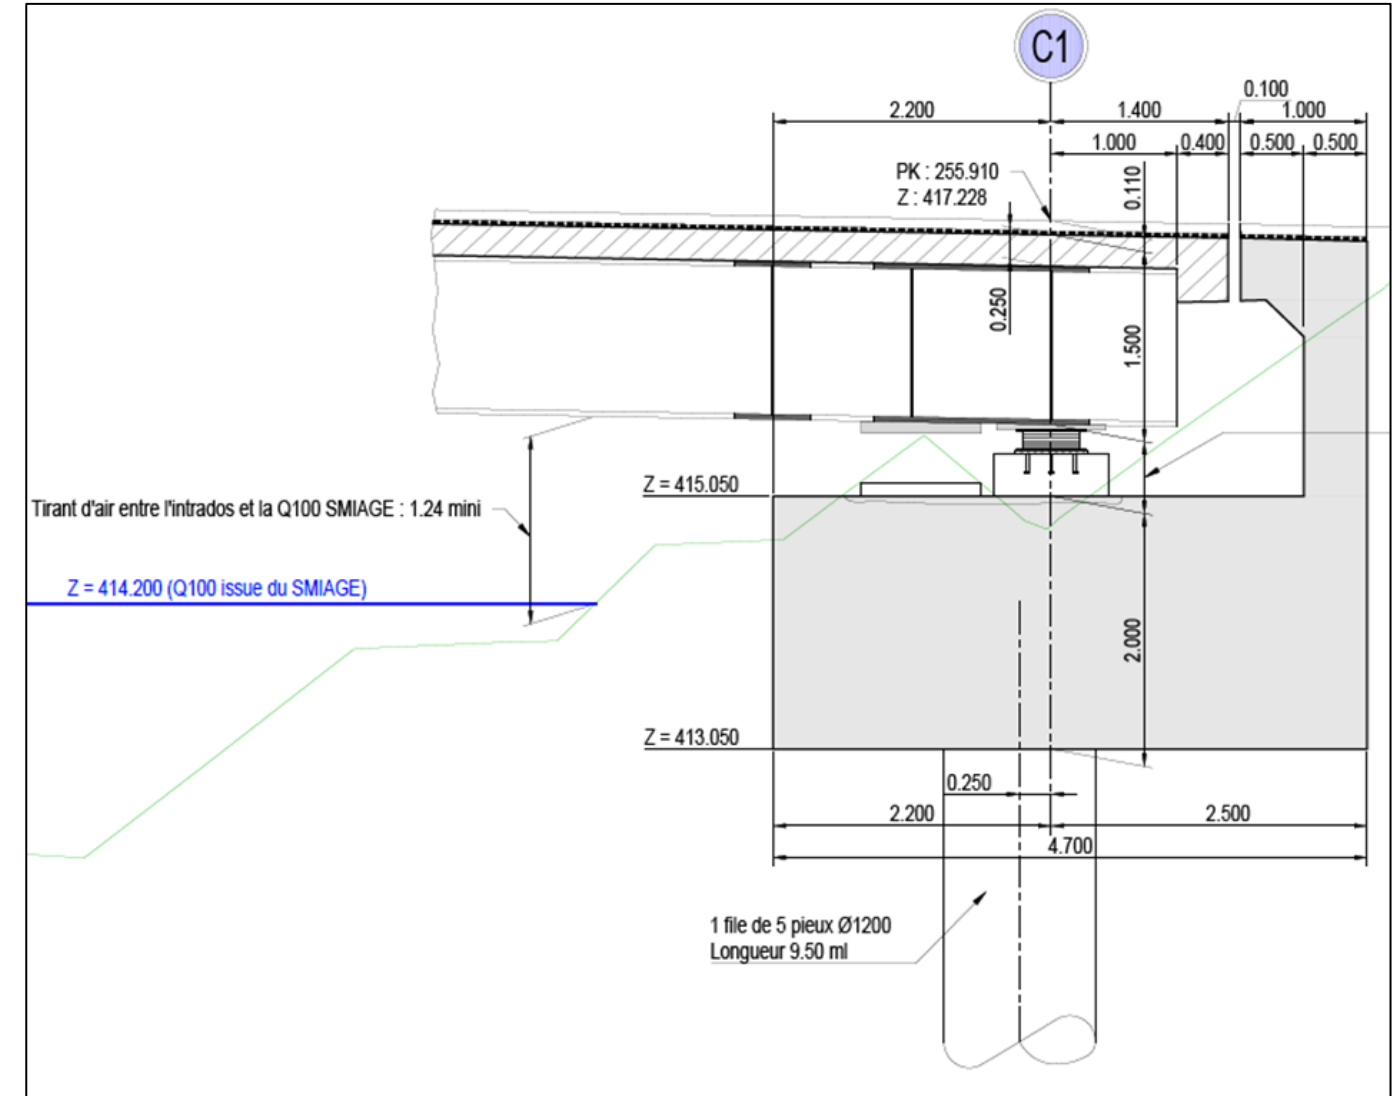 C1
0.100
2.200
1.400
1.000
1.000
0.400
0.500
0.500
PK : 255.910
Z : 417.228
0.110
0.250
1.500
Z = 415.050
Tirant d'air entre l'intrados et la Q100 SMIAGE : 1.24 mini
Z = 414.200 (Q100 issue du SMIAGE)
2.000
Z = 413.050
0.250
2.200
2.500
4.700
1 file de 5 pieux Ø1200
Longueur 9.50 ml